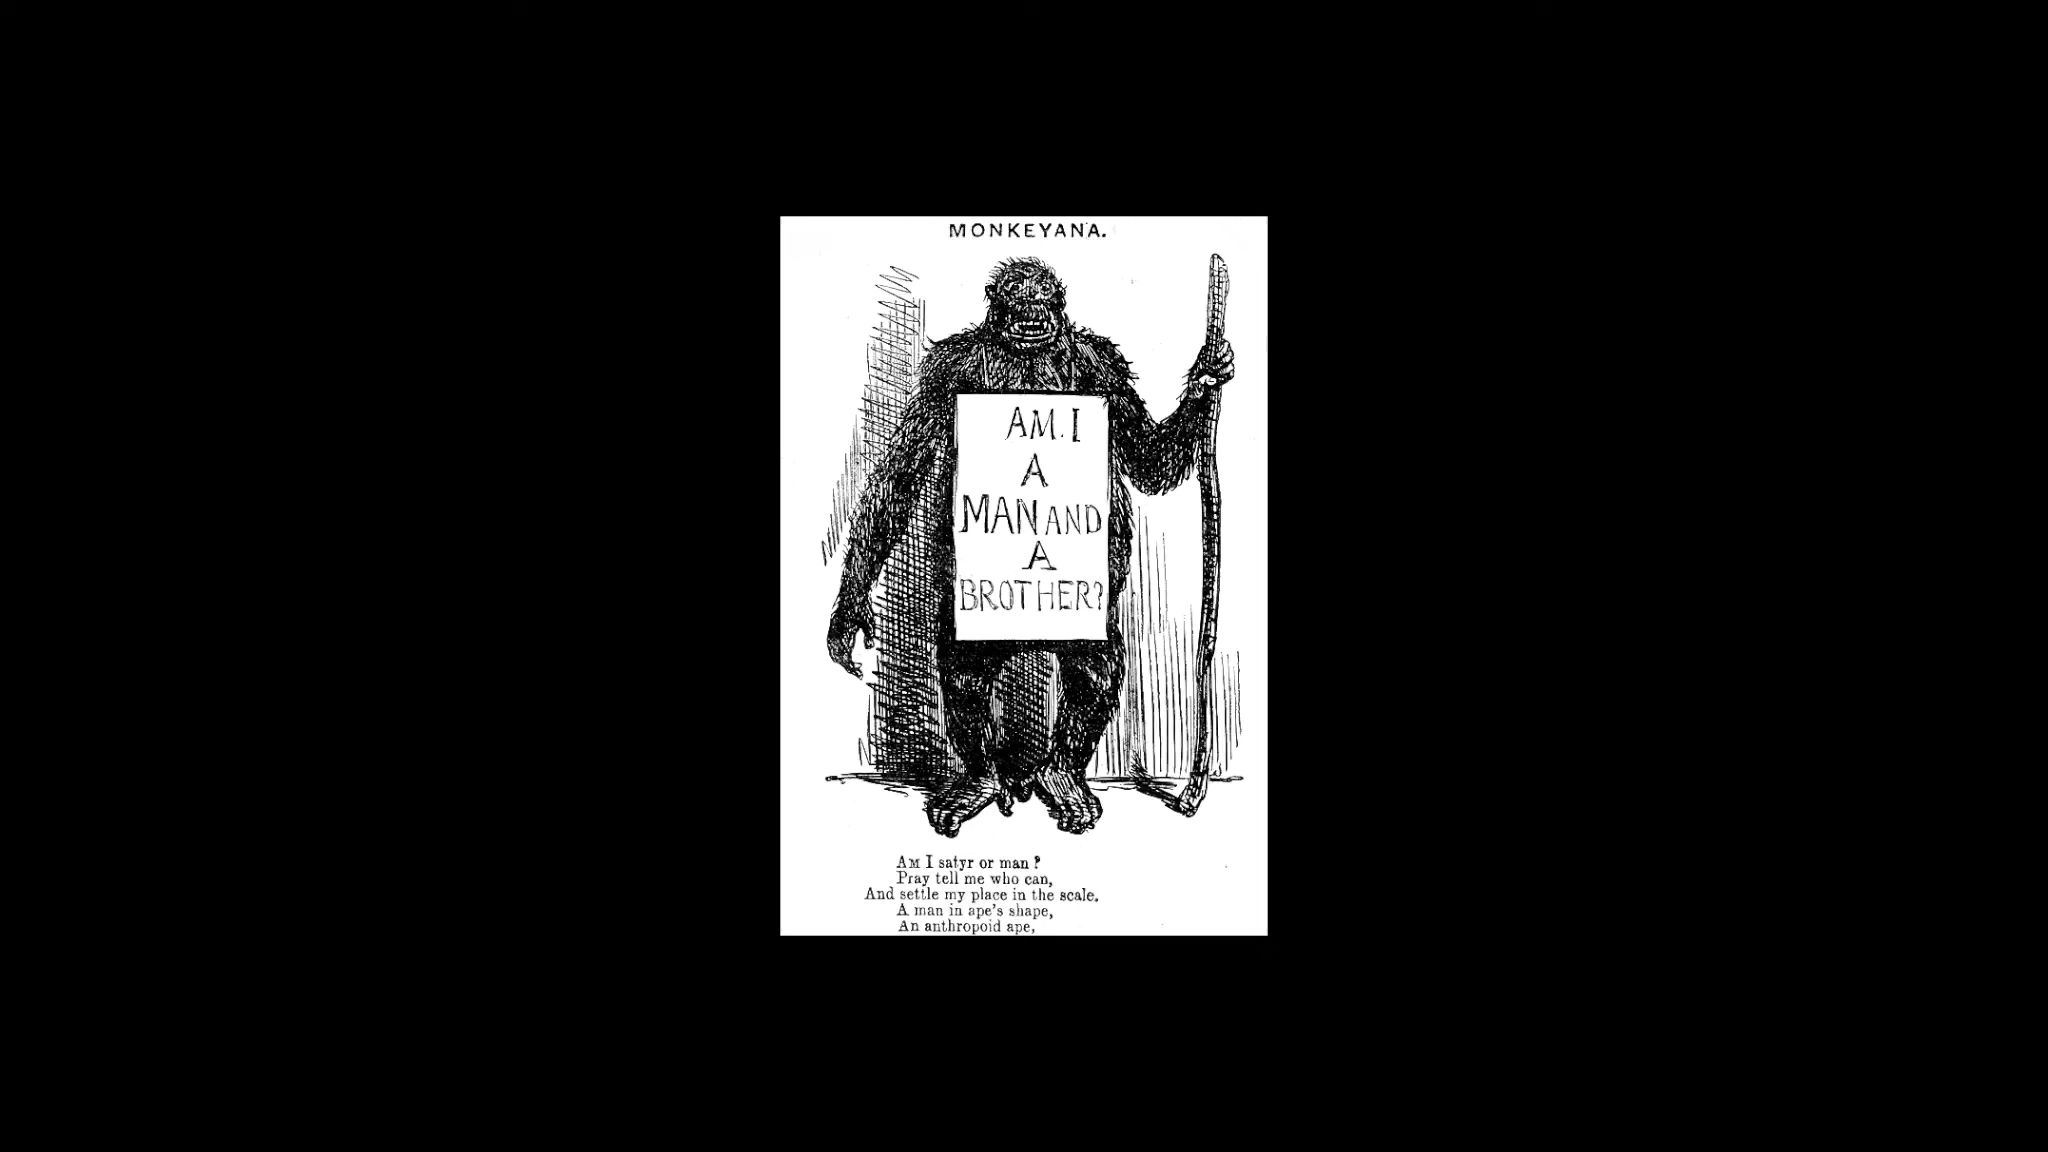 MONKEYANA.
AM I
A
MAN AND
A
BROTHER?
AM I satyr or man?
Pray tell me who can,
And settle my place in the scale.
A man in ape's shape,
An anthropoid ape,